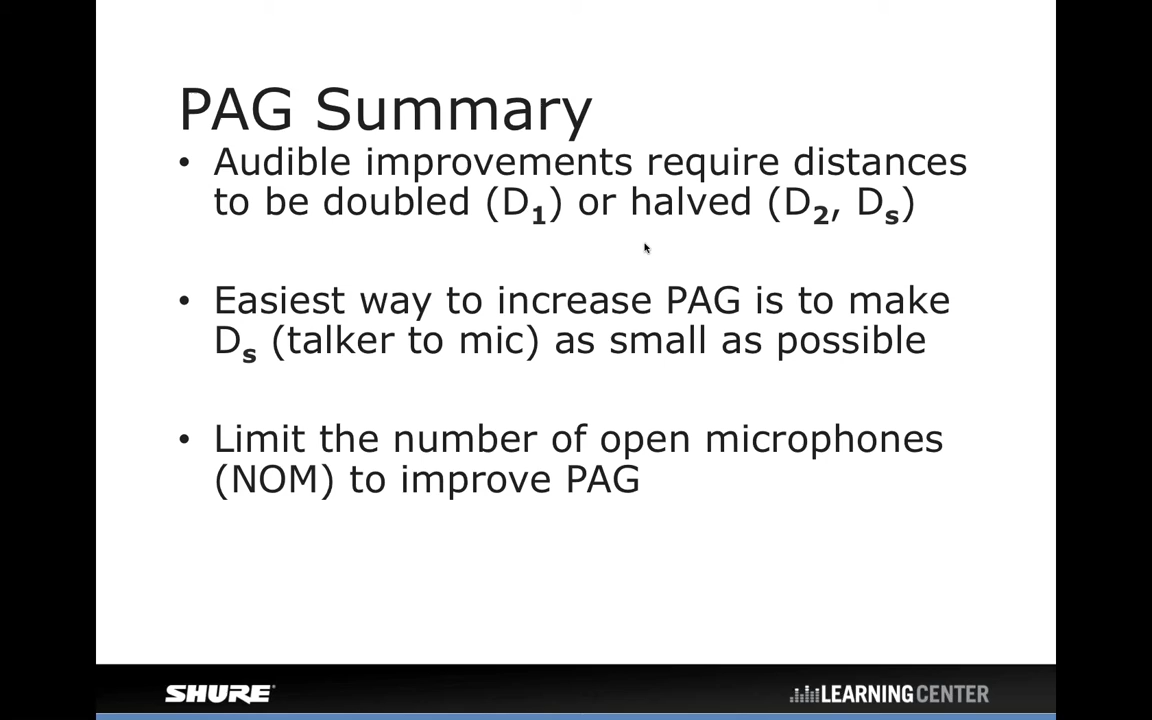 PAG Summary
• Audible improvements require distances
to be doubled (D1) or halved (D2, Ds)
• Easiest way to increase PAG is to make
Ds (talker to mic) as small as possible
• Limit the number of open microphones
(NOM) to improve PAG
SHURE LEARNING CENTER